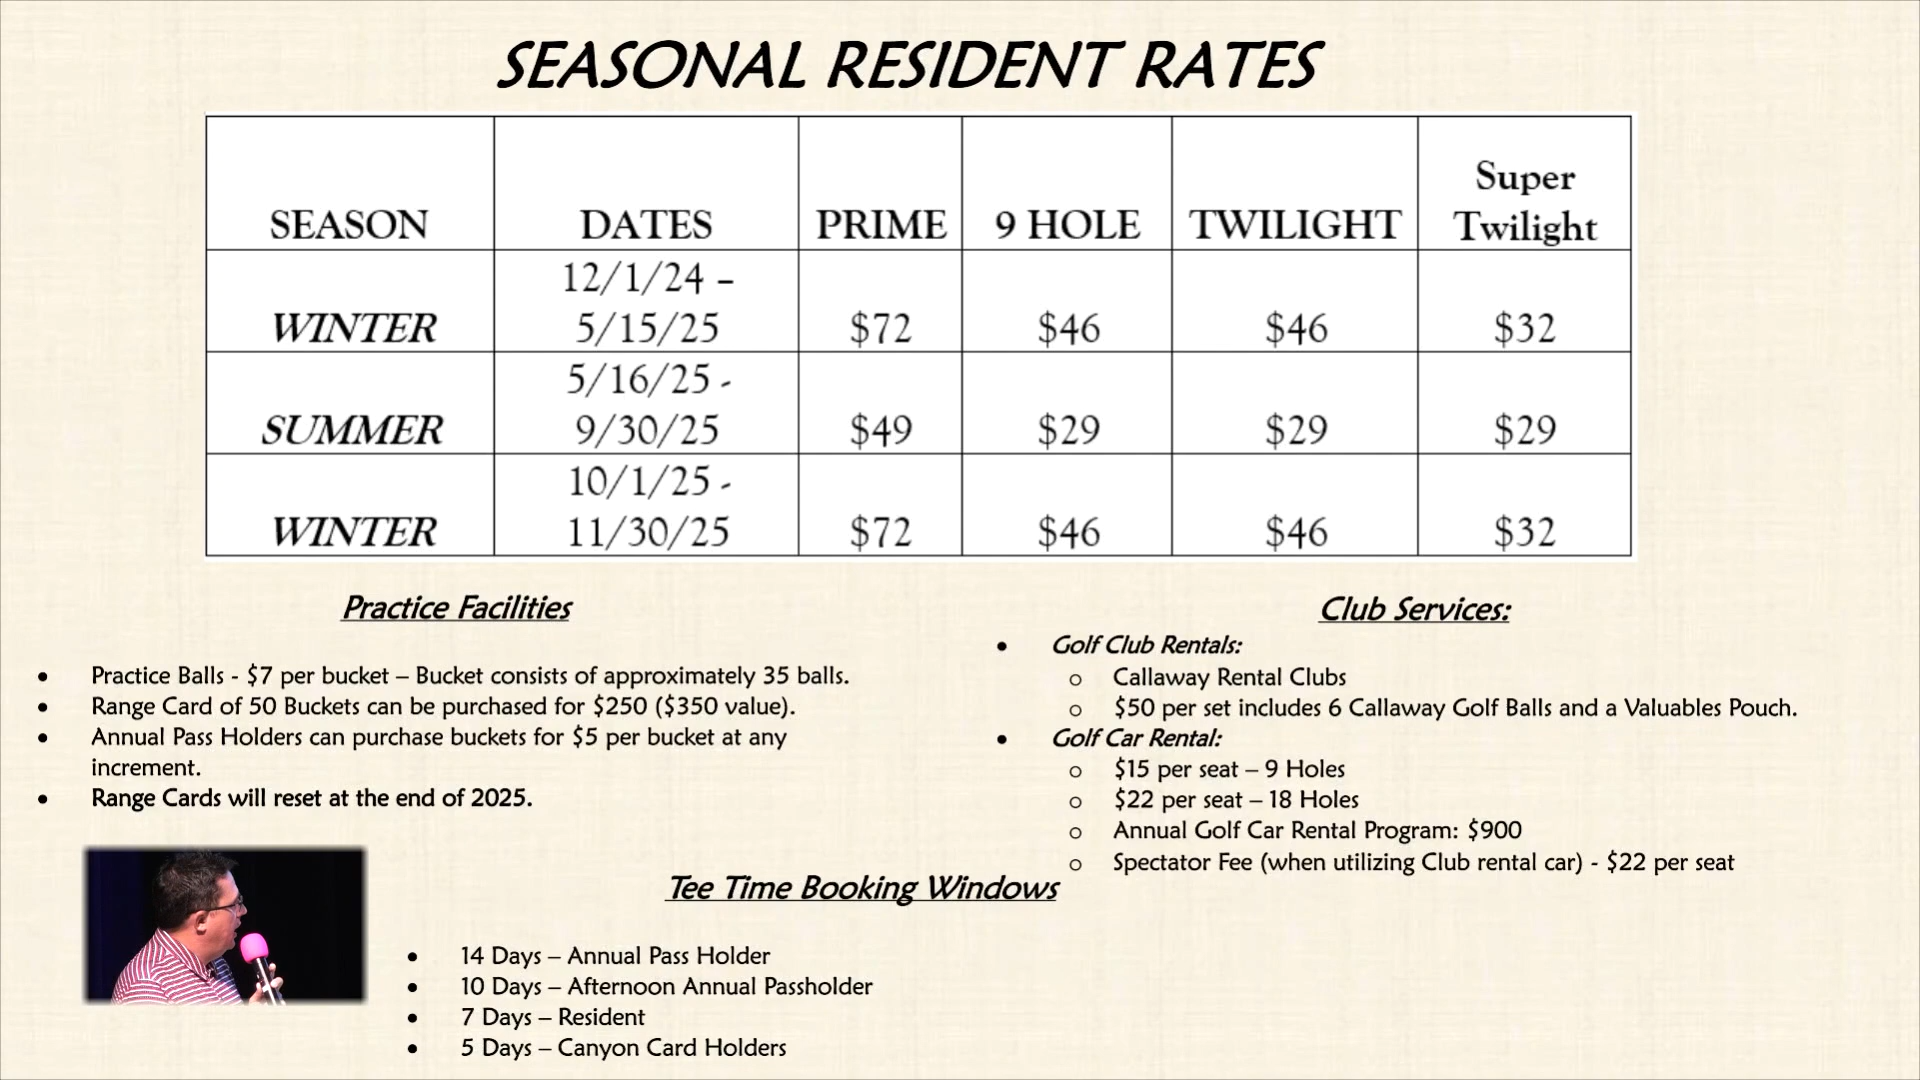 SEASONAL RESIDENT RATES
SEASON DATES PRIME 9 HOLE TWILIGHT Super Twilight
WINTER 12/1/24 – 5/15/25 $72 $46 $46 $32
SUMMER 5/16/25 - 9/30/25 $49 $29 $29 $29
WINTER 10/1/25 - 11/30/25 $72 $46 $46 $32
Practice Facilities
Practice Balls - $7 per bucket – Bucket consists of approximately 35 balls.
Range Card of 50 Buckets can be purchased for $250 ($350 value).
Annual Pass Holders can purchase buckets for $5 per bucket at any
increment.
Range Cards will reset at the end of 2025.
Club Services:
Golf Club Rentals:
Callaway Rental Clubs
$50 per set includes 6 Callaway Golf Balls and a Valuables Pouch.
Golf Car Rental:
$15 per seat – 9 Holes
$22 per seat – 18 Holes
Annual Golf Car Rental Program: $900
Spectator Fee (when utilizing Club rental car) - $22 per seat
Tee Time Booking Windows
14 Days – Annual Pass Holder
10 Days – Afternoon Annual Passholder
7 Days – Resident
5 Days – Canyon Card Holders